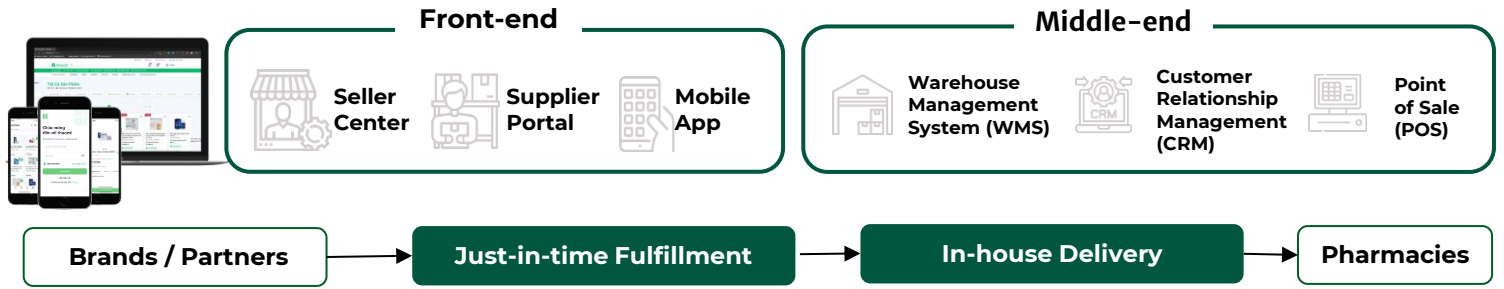 Front-end
Middle-end
Seller
Center
Supplier
Portal
Mobile
App
Warehouse
Management
System (WMS)
CRM
Customer
Relationship
Management
(CRM)
Point
of Sale
(POS)
Brands / Partners
Just-in-time Fulfillment
In-house Delivery
Pharmacies